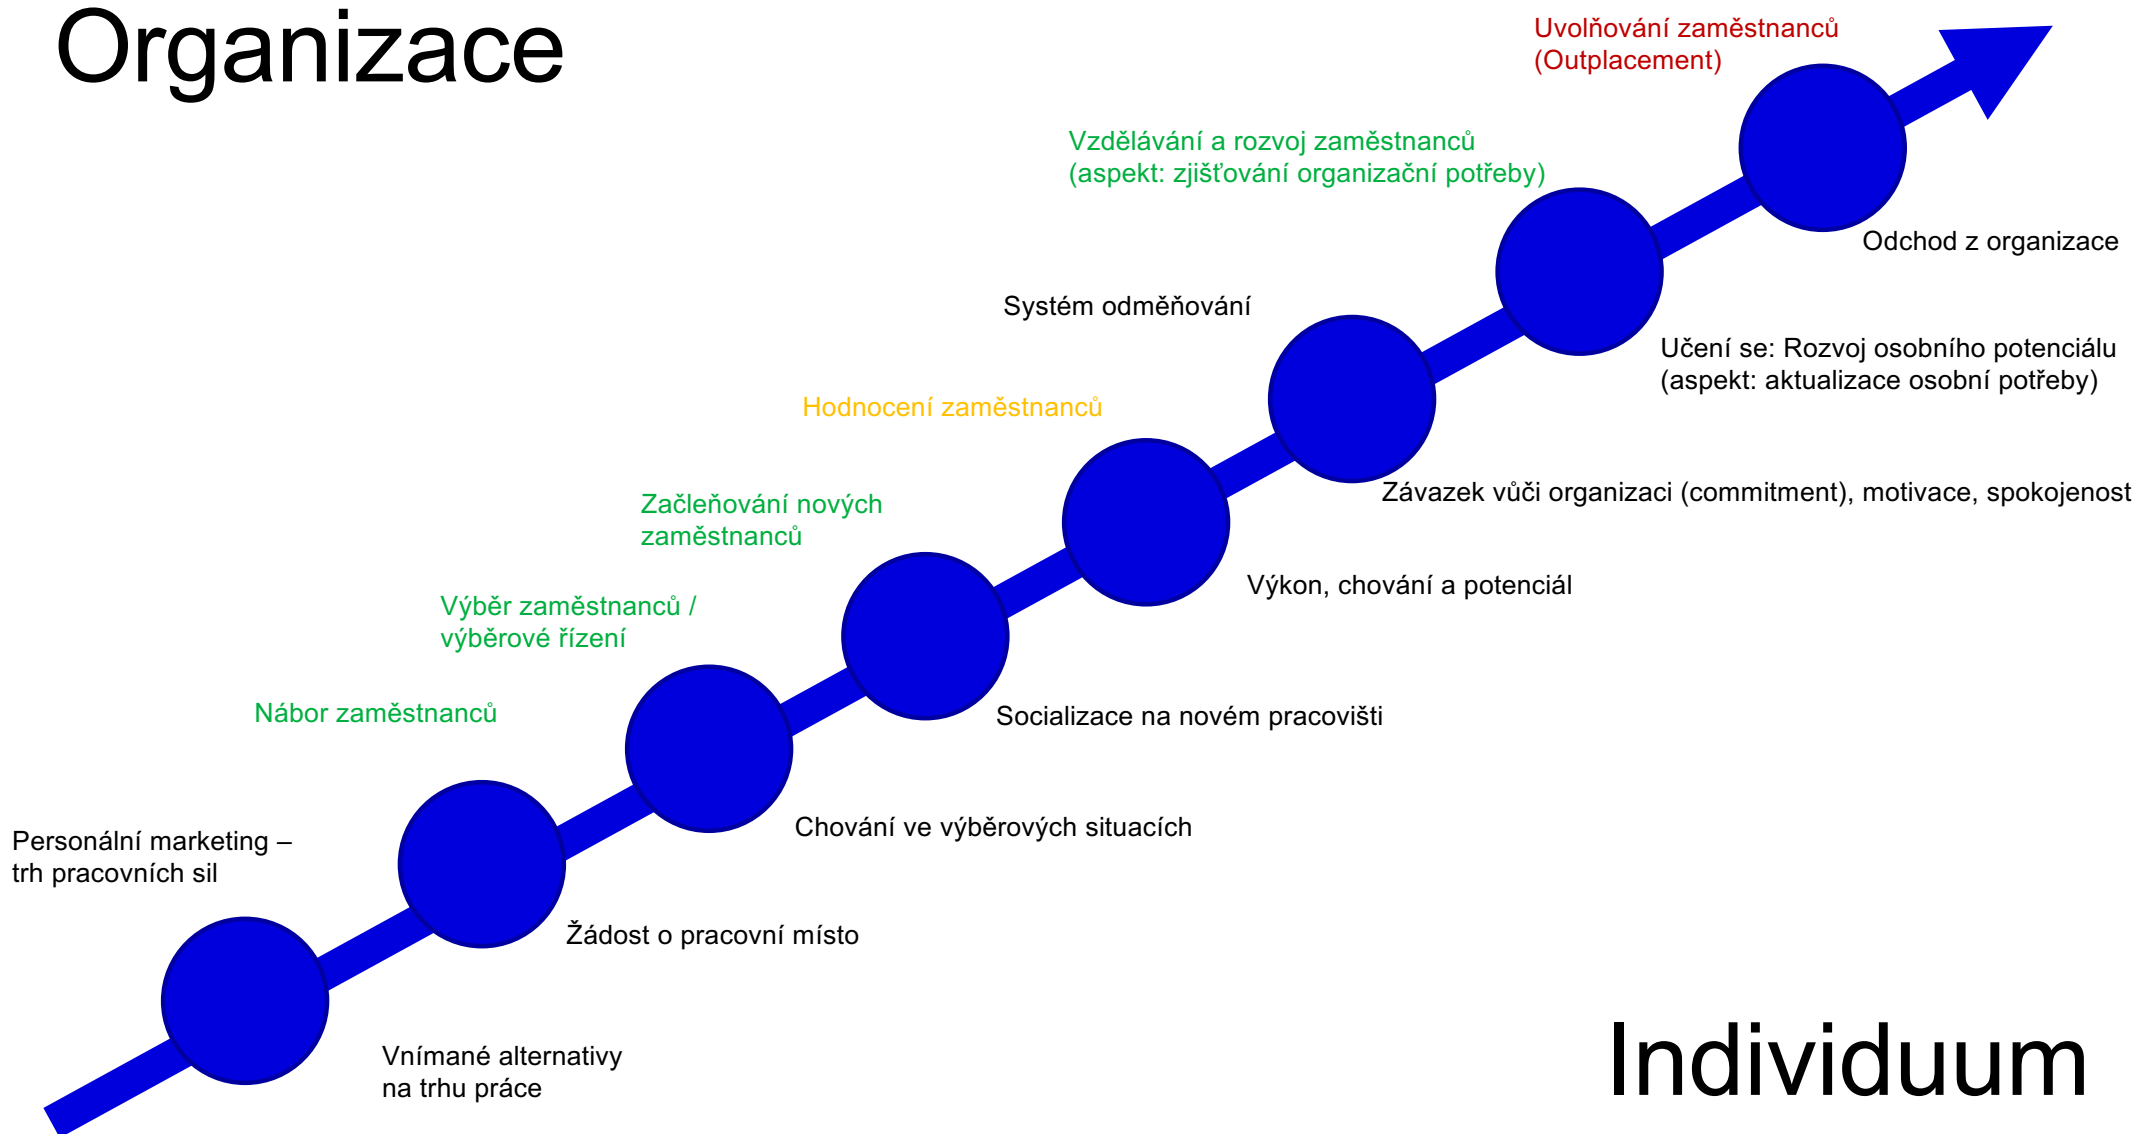 Organizace
Uvolňování zaměstnanců
(Outplacement)
Vzdělávání a rozvoj zaměstnanců
(aspekt: zjišťování organizační potřeby)
Odchod z organizace
Systém odměňování
Učení se: Rozvoj osobního potenciálu
(aspekt: aktualizace osobní potřeby)
Hodnocení zaměstnanců
Závazek vůči organizaci (commitment), motivace, spokojenost
Začleňování nových
zaměstnanců
Výkon, chování a potenciál
Výběr zaměstnanců /
výběrové řízení
Nábor zaměstnanců
Socializace na novém pracovišti
Chování ve výběrových situacích
Personální marketing –
trh pracovních sil
Žádost o pracovní místo
Vnímané alternativy
na trhu práce
Individuum